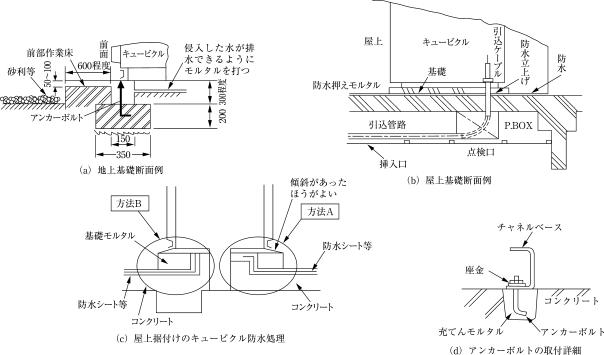 前面
キュービクル
前部作業床
600程度
砂利等
50~100
侵入した水が排
水できるように
モルタルを打つ
300程度
200
アンカーボルト
150
350
(a) 地上基礎断面例
屋上
キュービクル
引込ケーブル
防水立上げ
防水
基礎
防水押えモルタル
引込管路
P.BOX
挿入口
点検口
(b) 屋上基礎断面例
方法B
傾斜があった
ほうがよい
方法A
基礎モルタル
防水シート等
防水シート等
コンクリート
コンクリート
(c) 屋上据付けのキュービクル防水処理
チャネルベース
座金
コンクリート
充てんモルタル
アンカーボルト
(d) アンカーボルトの取付詳細